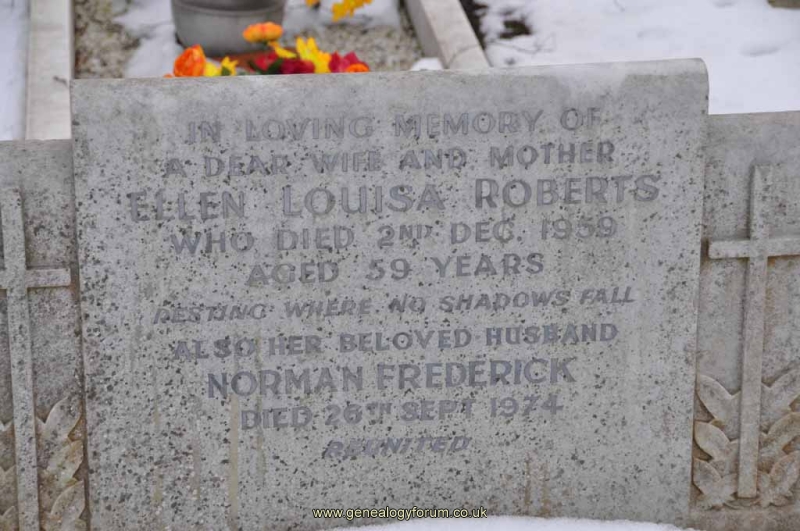 IN LOVING MEMORY OF
A DEAR WIFE AND MOTHER
ELLEN LOUISA ROBERTS
WHO DIED 2ND DEC. 1959
AGED 59 YEARS
RESTING WHERE NO SHADOWS FALL
ALSO HER BELOVED HUSBAND
NORMAN FREDERICK
DIED 26TH SEPT 1974
REUNITED
www.genealogyforum.co.uk